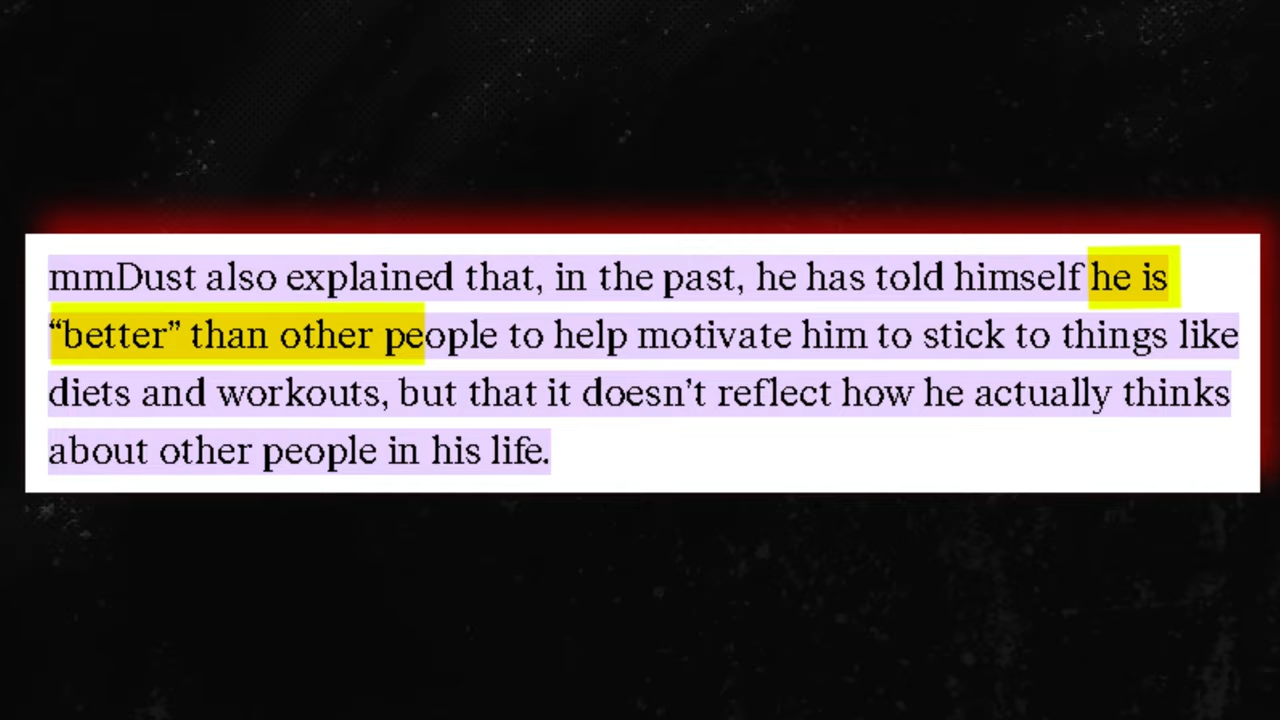 mmDust also explained that, in the past, he has told himself he is
“better” than other people to help motivate him to stick to things like
diets and workouts, but that it doesn’t reflect how he actually thinks
about other people in his life.